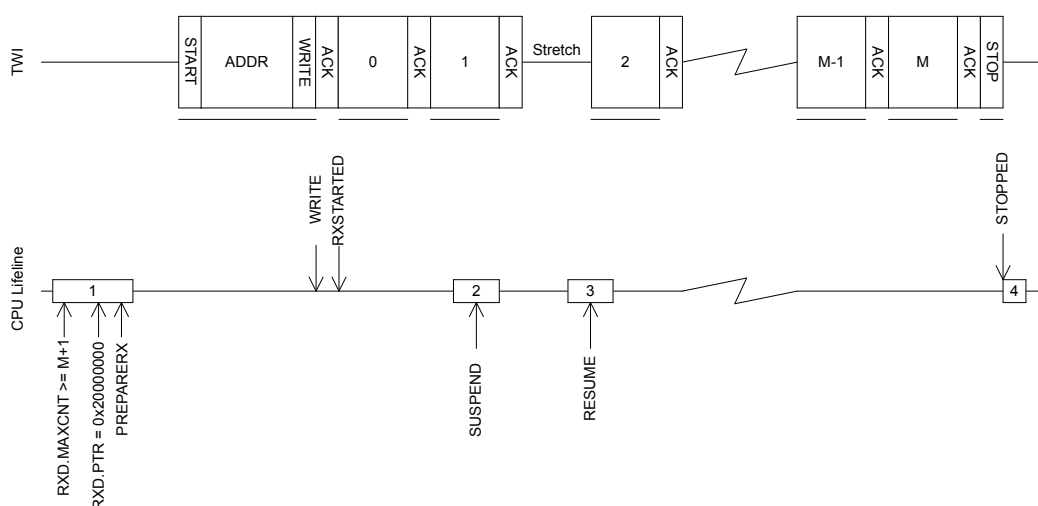 TWI
START
ADDR
WRITE
ACK
0
ACK
1
ACK
Stretch
2
ACK
M-1
ACK
M
ACK
STOP
CPU Lifeline
WRITE
RXSTARTED
STOPPED
1
2
3
4
RXD.MAXCNT >= M+1
RXD.PTR = 0x20000000
PREPARERX
SUSPEND
RESUME